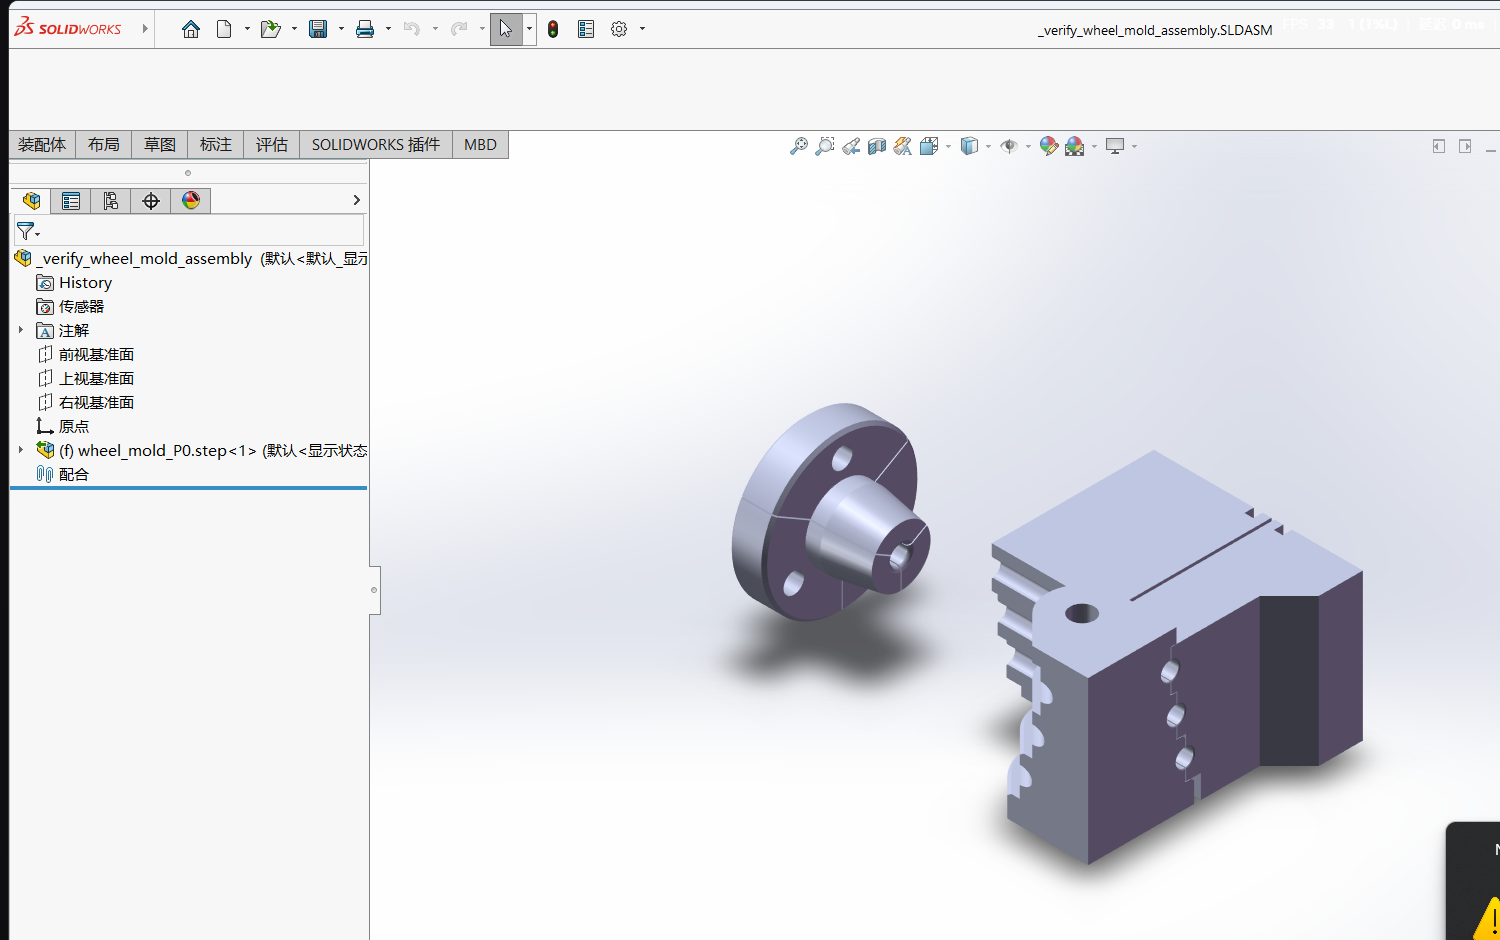 SOLIDWORKS
_verify_wheel_mold_assembly.SLDASM
装配体 布局 草图 标注 评估 SOLIDWORKS 插件 MBD
_verify_wheel_mold_assembly (默认<默认_显示
History
传感器
注解
前视基准面
上视基准面
右视基准面
原点
(f) wheel_mold_P0.step<1> (默认<显示状态
配合